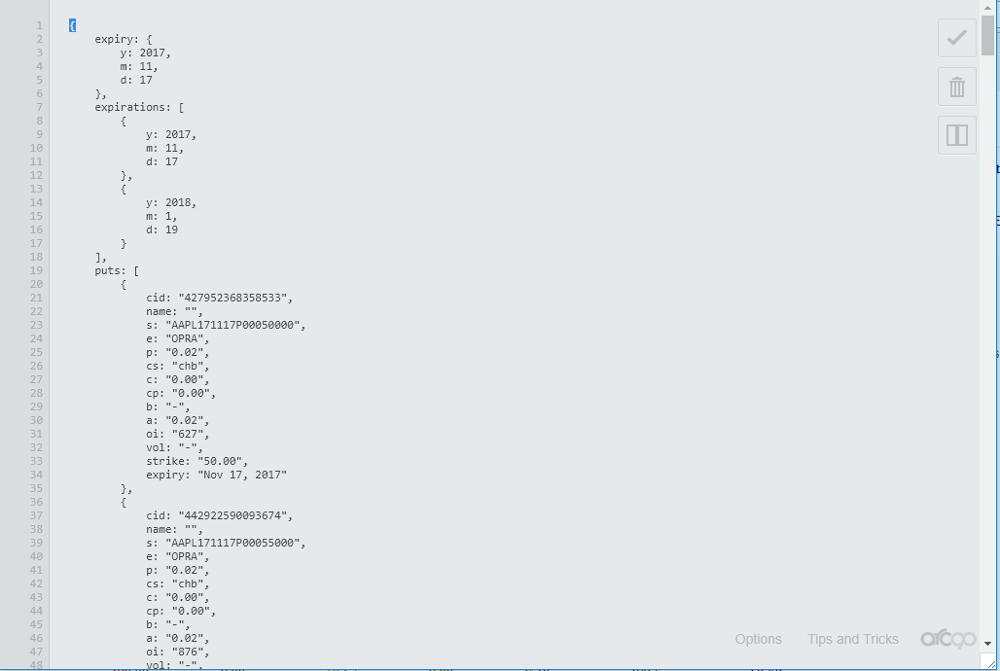 1 {
2 expiry: {
3 y: 2017,
4 m: 11,
5 d: 17
6 },
7 expirations: [
8 {
9 y: 2017,
10 m: 11,
11 d: 17
12 },
13 {
14 y: 2018,
15 m: 1,
16 d: 19
17 }
18 ],
19 puts: [
20 {
21 cid: "427952368358533",
22 name: "",
23 s: "AAPL171117P00050000",
24 e: "OPRA",
25 p: "0.02",
26 cs: "chb",
27 c: "0.00",
28 cp: "0.00",
29 b: "-",
30 a: "0.02",
31 oi: "627",
32 vol: "-",
33 strike: "50.00",
34 expiry: "Nov 17, 2017"
35 },
36 {
37 cid: "442922590093674",
38 name: "",
39 s: "AAPL171117P00055000",
40 e: "OPRA",
41 p: "0.02",
42 cs: "chb",
43 c: "0.00",
44 cp: "0.00",
45 b: "-",
46 a: "0.02",
47 oi: "876",
48 vol: "-",
Options Tips and Tricks arc90